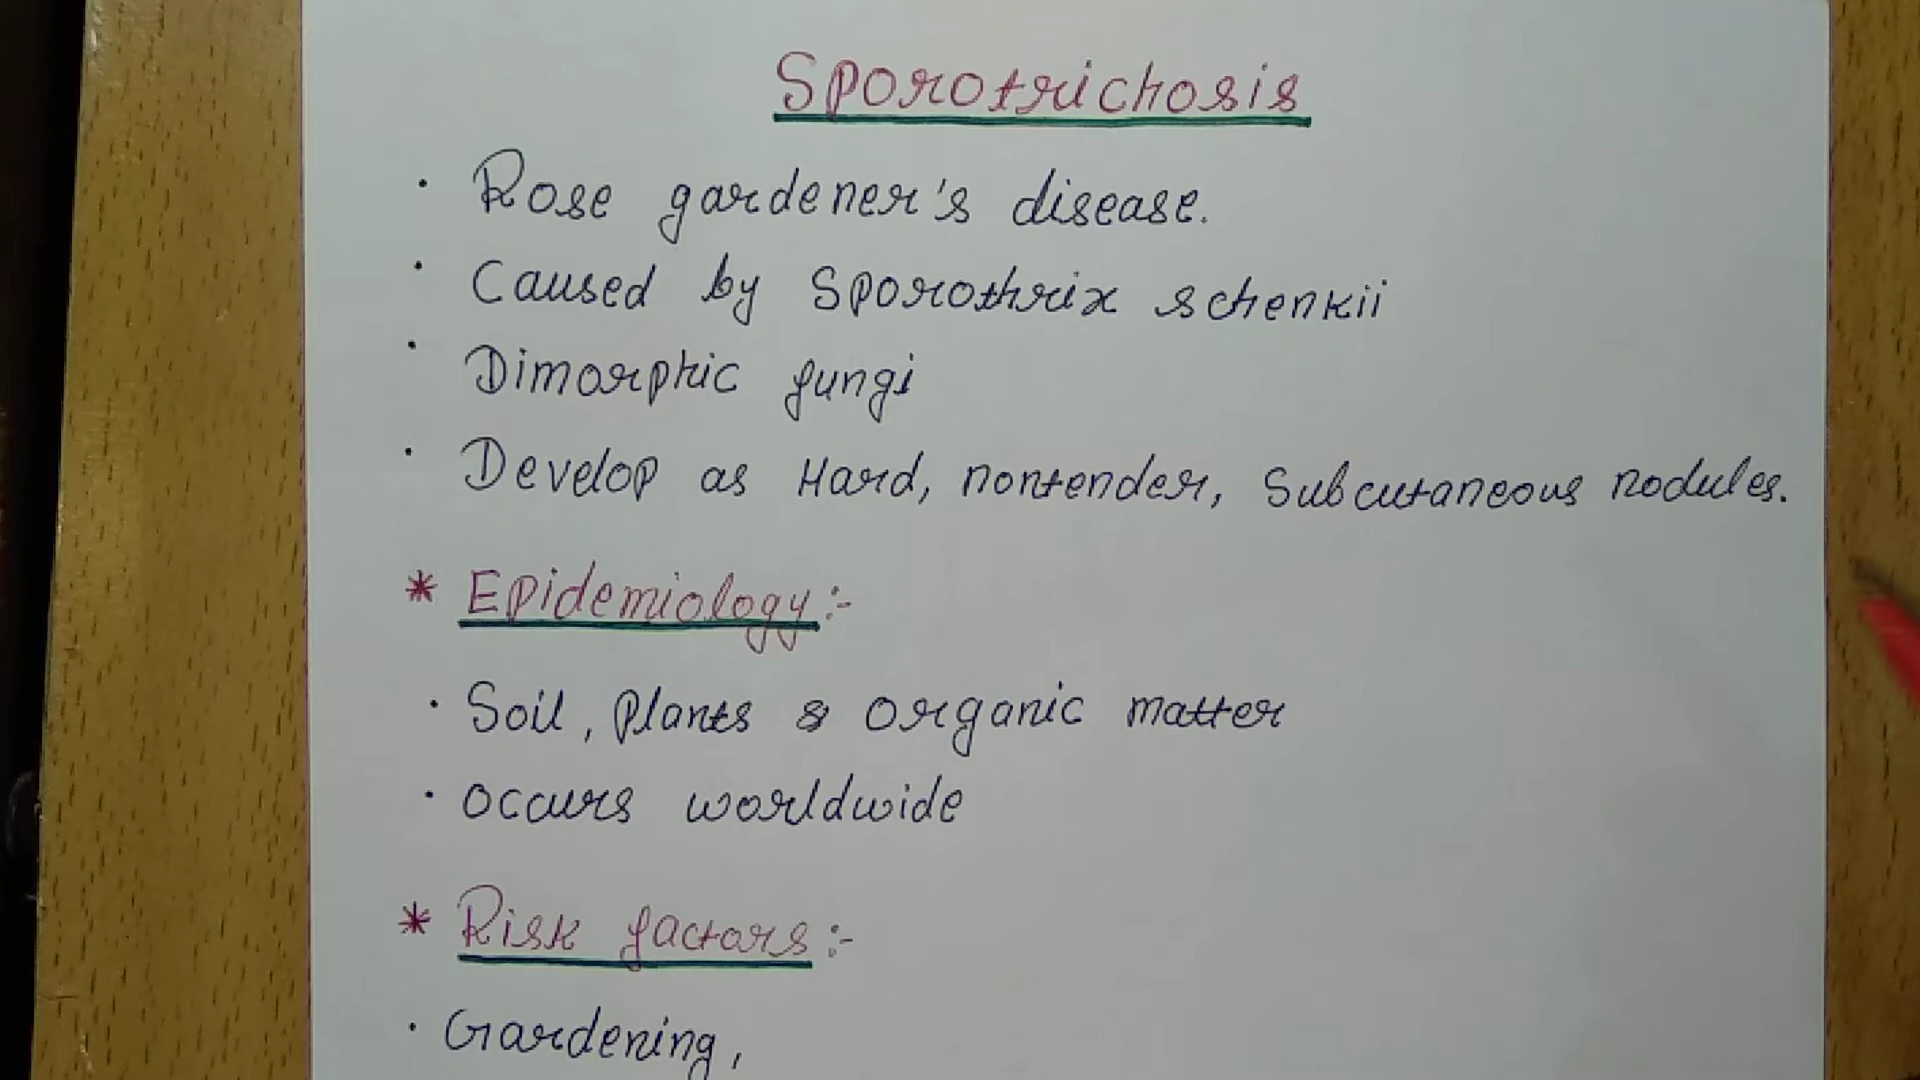 Sporotrichosis
· Rose gardener's disease.
· Caused by Sporothrix schenkii
· Dimorphic fungi
· Develop as Hard, nontender, Subcutaneous nodules.
* Epidemiology:-
· Soil, Plants & organic matter
· occurs worldwide
* Risk factors:-
· Gardening,